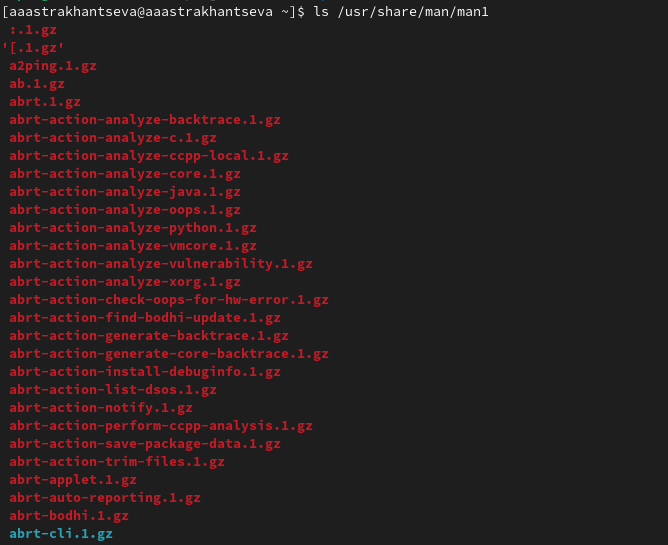 [aaastrakhantseva@aaastrakhantseva ~]$ ls /usr/share/man/man1
:.1.gz
'[.1.gz'
a2ping.1.gz
ab.1.gz
abrt.1.gz
abrt-action-analyze-backtrace.1.gz
abrt-action-analyze-c.1.gz
abrt-action-analyze-ccpp-local.1.gz
abrt-action-analyze-core.1.gz
abrt-action-analyze-java.1.gz
abrt-action-analyze-oops.1.gz
abrt-action-analyze-python.1.gz
abrt-action-analyze-vmcore.1.gz
abrt-action-analyze-vulnerability.1.gz
abrt-action-analyze-xorg.1.gz
abrt-action-check-oops-for-hw-error.1.gz
abrt-action-find-bodhi-update.1.gz
abrt-action-generate-backtrace.1.gz
abrt-action-generate-core-backtrace.1.gz
abrt-action-install-debuginfo.1.gz
abrt-action-list-dsos.1.gz
abrt-action-notify.1.gz
abrt-action-perform-ccpp-analysis.1.gz
abrt-action-save-package-data.1.gz
abrt-action-trim-files.1.gz
abrt-applet.1.gz
abrt-auto-reporting.1.gz
abrt-bodhi.1.gz
abrt-cli.1.gz